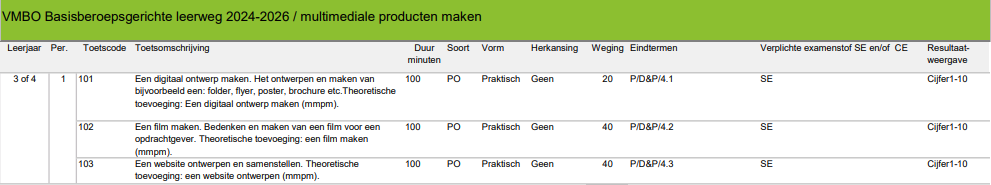 VMBO Basisberoepsgerichte leerweg 2024-2026 / multimediale producten maken
Leerjaar Per. Toetscode Toetsomschrijving Duur minuten Soort Vorm Herkansing Weging Eindtermen Verplichte examenstof SE en/of CE Resultaat-weergave
3 of 4 1 101 Een digitaal ontwerp maken. Het ontwerpen en maken van 100 PO Praktisch Geen 20 P/D&P/4.1 SE Cijfer1-10
bijvoorbeeld een: folder, flyer, poster, brochure etc.Theoretische
toevoeging: Een digitaal ontwerp maken (mmpm).
102 Een film maken. Bedenken en maken van een film voor een 100 PO Praktisch Geen 40 P/D&P/4.2 SE Cijfer1-10
opdrachtgever. Theoretische toevoeging: een film maken
(mmpm).
103 Een website ontwerpen en samenstellen. Theoretische 100 PO Praktisch Geen 40 P/D&P/4.3 SE Cijfer1-10
toevoeging: een website ontwerpen (mmpm).